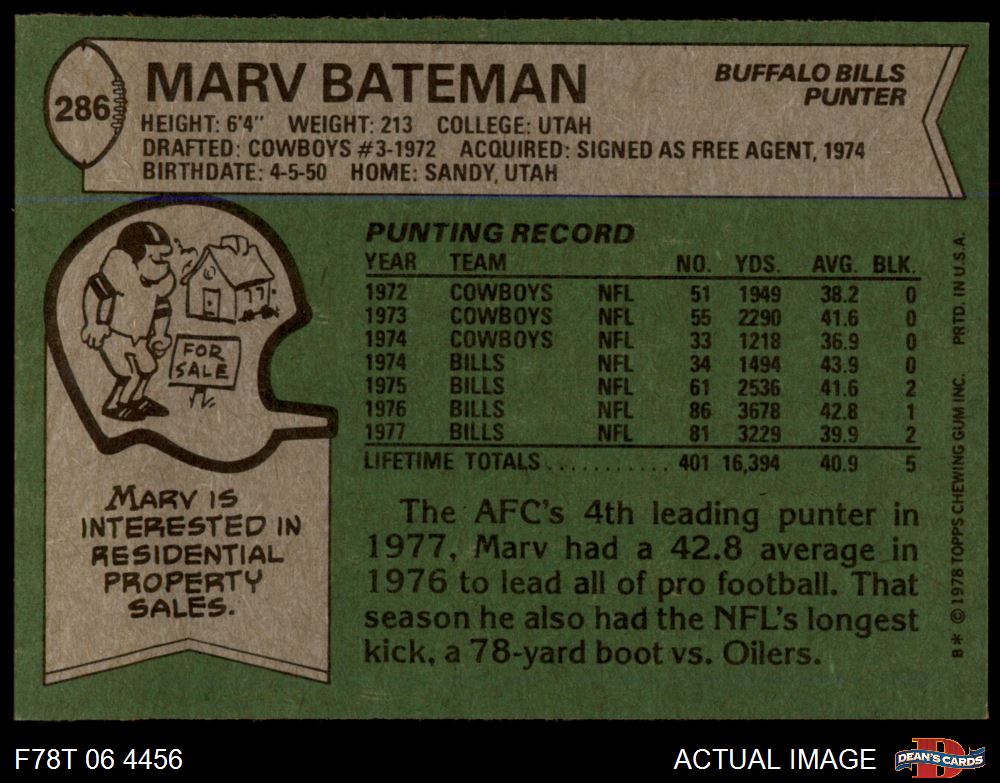 286
MARV BATEMAN
BUFFALO BILLS
PUNTER
HEIGHT: 6'4" WEIGHT: 213 COLLEGE: UTAH
DRAFTED: COWBOYS #3-1972 ACQUIRED: SIGNED AS FREE AGENT, 1974
BIRTHDATE: 4-5-50 HOME: SANDY, UTAH
FOR
SALE
MARV IS
INTERESTED IN
RESIDENTIAL
PROPERTY
SALES.
PUNTING RECORD
YEAR TEAM NO. YDS. AVG. BLK.
1972 COWBOYS NFL 51 1949 38.2 0
1973 COWBOYS NFL 55 2290 41.6 0
1974 COWBOYS NFL 33 1218 36.9 0
1974 BILLS NFL 34 1494 43.9 0
1975 BILLS NFL 61 2536 41.6 2
1976 BILLS NFL 86 3678 42.8 1
1977 BILLS NFL 81 3229 39.9 2
LIFETIME TOTALS........... 401 16,394 40.9 5
The AFC's 4th leading punter in
1977, Marv had a 42.8 average in
1976 to lead all of pro football. That
season he also had the NFL's longest
kick, a 78-yard boot vs. Oilers.
B* © 1978 TOPPS CHEWING GUM INC. PRTD. IN U.S.A.
F78T 06 4456
ACTUAL IMAGE
D
DEAN'S CARDS